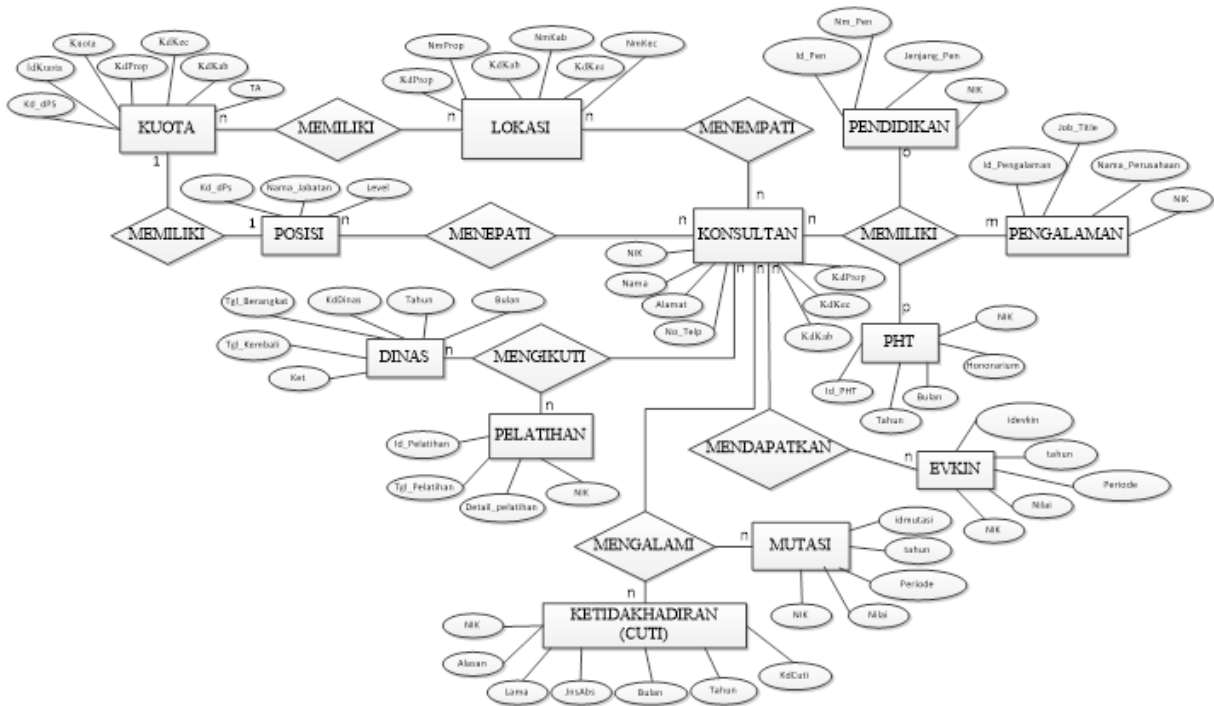 Nm_Pen
Kuota
KdKec
NmProp
NmKab
NmKec
Id_Pen
Jenjang_Pen
IdKuota
KdProp
KdKab
KdKab
KdKec
KdProp
TA
NIK
Kd_dPS
KUOTA
n
MEMILIKI
n
LOKASI
n
MENEMPATI
PENDIDIKAN
Job_Title
1
o
Id_Pengalaman
Nama_Perusahaan
Kd_dPs
Nama_Jabatan
Level
n
NIK
MEMILIKI
1
POSISI
n
MENEPATI
n
KONSULTAN
n
MEMILIKI
m
PENGALAMAN
NIK
n
n
n
KdProp
Nama
KdKec
Tgl_Berangkat
KdDinas
Tahun
Bulan
Alamat
No_Telp
KdKab
p
NIK
Tgl_Kembali
DINAS
n
MENGIKUTI
PHT
Ket
Id_PHT
Hononarium
Bulan
n
Tahun
Id_Pelatihan
PELATIHAN
MENDAPATKAN
idevkin
tahun
n
EVKIN
Tgl_Pelatihan
NIK
Periode
Detail_pelatihan
Nilai
NIK
idmutasi
MENGALAMI
n
MUTASI
tahun
Periode
n
NIK
Nilai
KETIDAKHADIRAN
(CUTI)
NIK
Alasan
Lama
JnsAbs
Bulan
Tahun
KdCuti